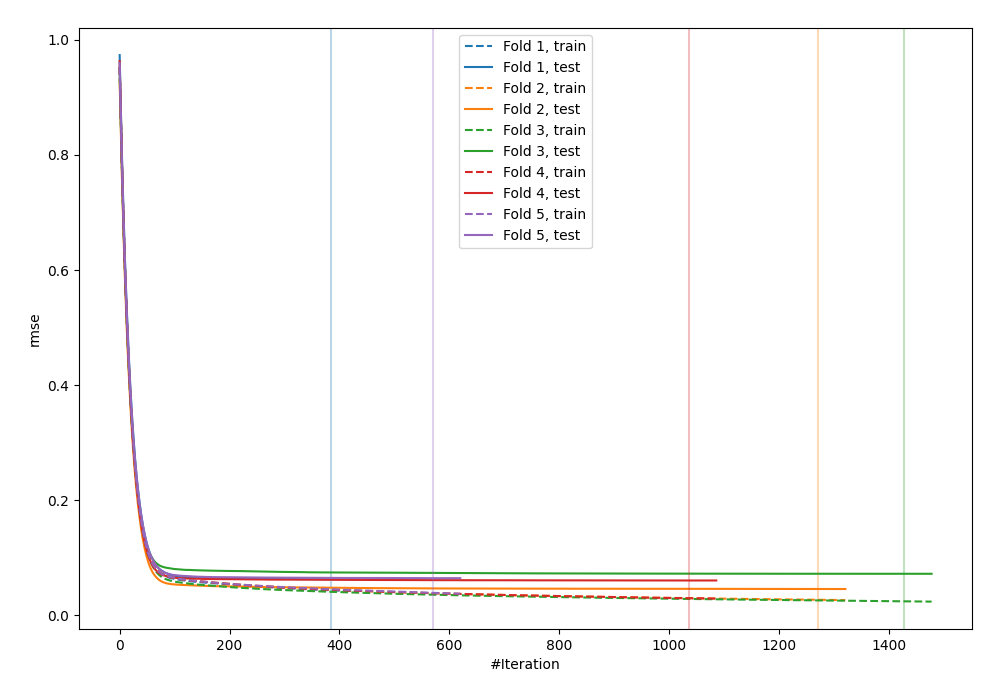 1.0
0.8
0.6
0.4
0.2
0.0
rmse
Fold 1, train
Fold 1, test
Fold 2, train
Fold 2, test
Fold 3, train
Fold 3, test
Fold 4, train
Fold 4, test
Fold 5, train
Fold 5, test
0 200 400 600 800 1000 1200 1400
#Iteration